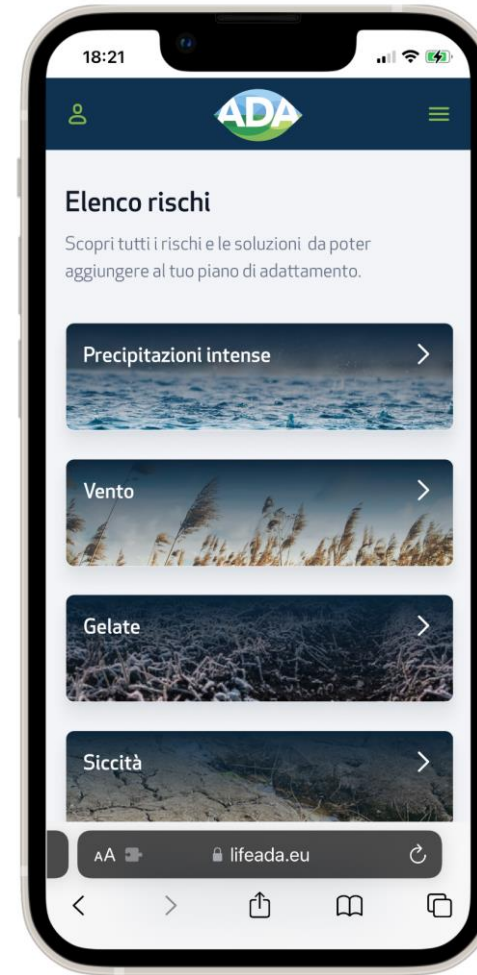 18:21
ADA
Elenco rischi
Scopri tutti i rischi e le soluzioni da poter
aggiungere al tuo piano di adattamento.
Precipitazioni intense
Vento
Gelate
Siccità
AA
lifeada.eu